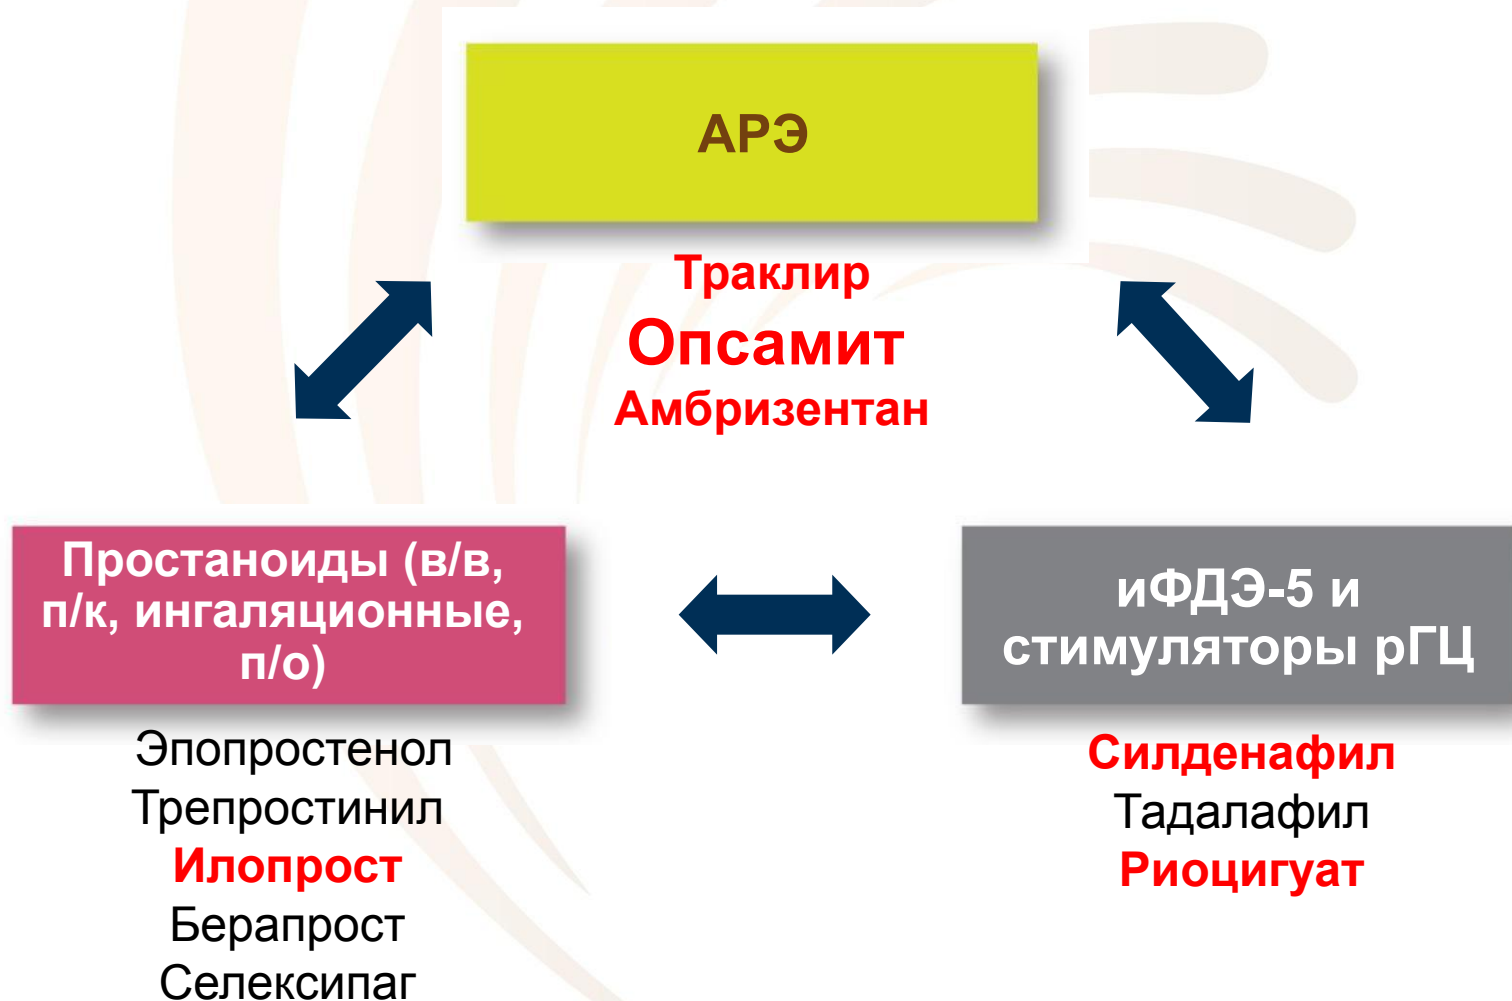 АРЭ
Траклир
Опсамит
Амбризентан
Простаноиды (в/в,
п/к, ингаляционные,
п/о)
Эпопростенол
Трепростинил
Илопрост
Берапрост
Селексипаг
иФДЭ-5 и
стимуляторы рГЦ
Силденафил
Тадалафил
Риоцигуат